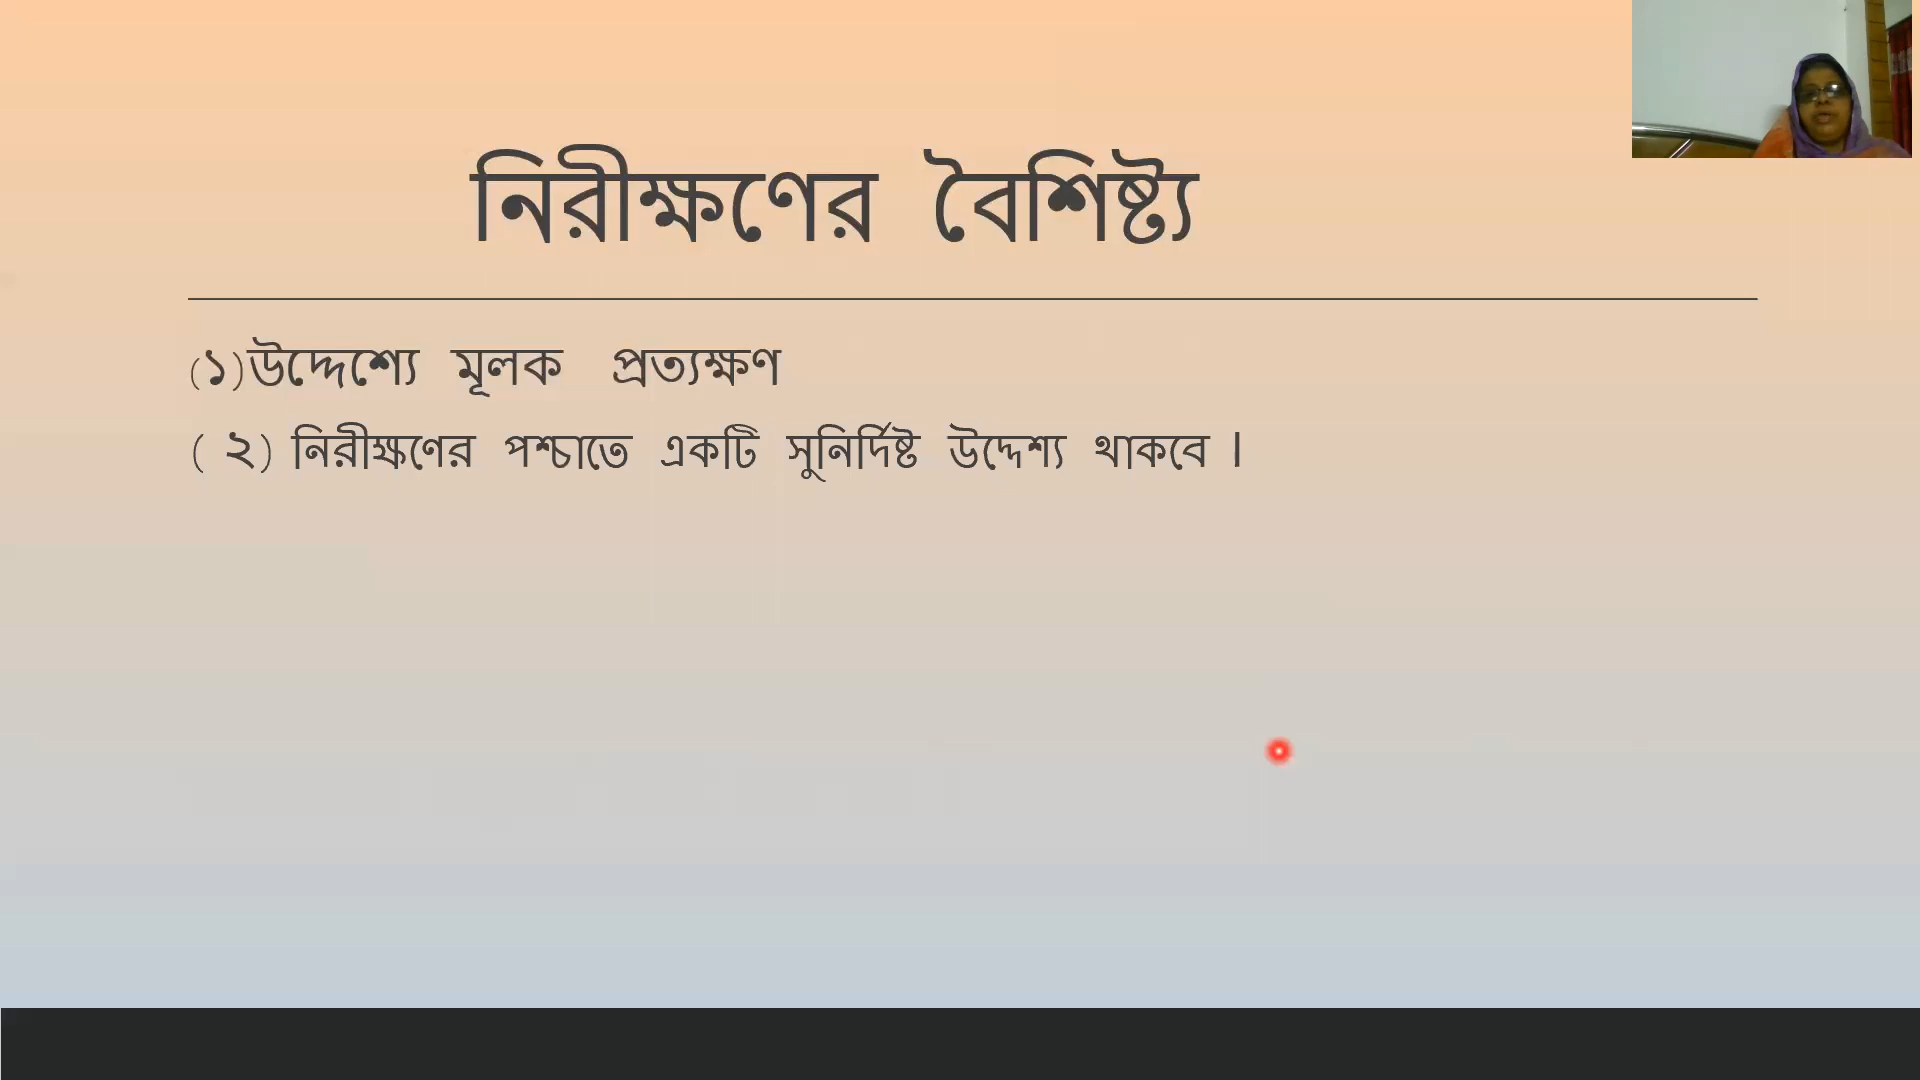 নিরীক্ষণের বৈশিষ্ট্য
(১)উদ্দেশ্যে মূলক প্রত্যক্ষণ
( ২) নিরীক্ষণের পশ্চাতে একটি সুনির্দিষ্ট উদ্দেশ্য থাকবে ।